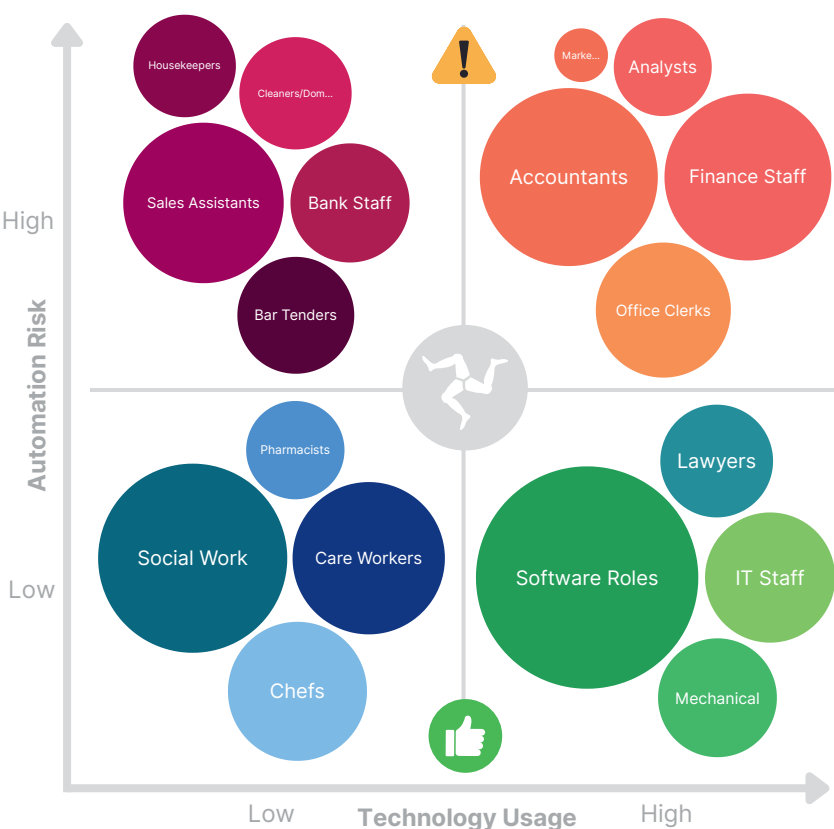 Housekeepers
Cleaners/Dom...
Sales Assistants
Bank Staff
Bar Tenders
Marke...
Analysts
Accountants
Finance Staff
Office Clerks
High
Automation Risk
Low
Pharmacists
Social Work
Care Workers
Chefs
Lawyers
Software Roles
IT Staff
Mechanical
Low
Technology Usage
High